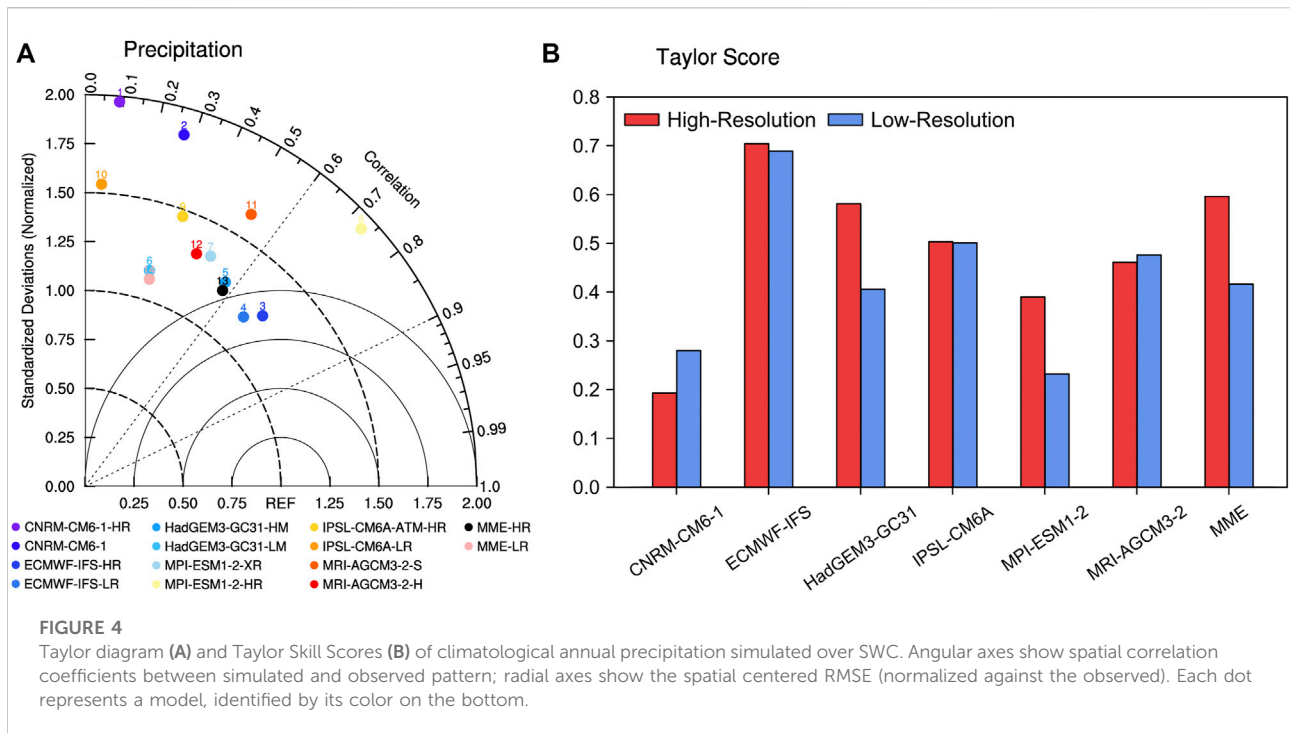 A
Precipitation
Standardized Deviations (Normalized)
2.00
1.75
1.50
1.25
1.00
0.75
0.50
0.25
0.00
0.25
0.50
0.75
REF
1.25
1.50
1.75
2.00
0.0
0.1
0.2
0.3
0.4
0.5
0.6
0.7
0.8
0.9
0.95
0.99
1.0
Correlation
1
2
10
9
11
12
7
6
5
13
4
3
CNRM-CM6-1-HR
CNRM-CM6-1
ECMWF-IFS-HR
ECMWF-IFS-LR
HadGEM3-GC31-HM
HadGEM3-GC31-LM
MPI-ESM1-2-XR
MPI-ESM1-2-HR
IPSL-CM6A-ATM-HR
IPSL-CM6A-LR
MRI-AGCM3-2-S
MRI-AGCM3-2-H
MME-HR
MME-LR
B
Taylor Score
High-Resolution
Low-Resolution
0.8
0.7
0.6
0.5
0.4
0.3
0.2
0.1
0.0
CNRM-CM6-1
ECMWF-IFS
HadGEM3-GC31
IPSL-CM6A
MPI-ESM1-2
MRI-AGCM3-2
MME
FIGURE 4
Taylor diagram (A) and Taylor Skill Scores (B) of climatological annual precipitation simulated over SWC. Angular axes show spatial correlation
coefficients between simulated and observed pattern; radial axes show the spatial centered RMSE (normalized against the observed). Each dot
represents a model, identified by its color on the bottom.